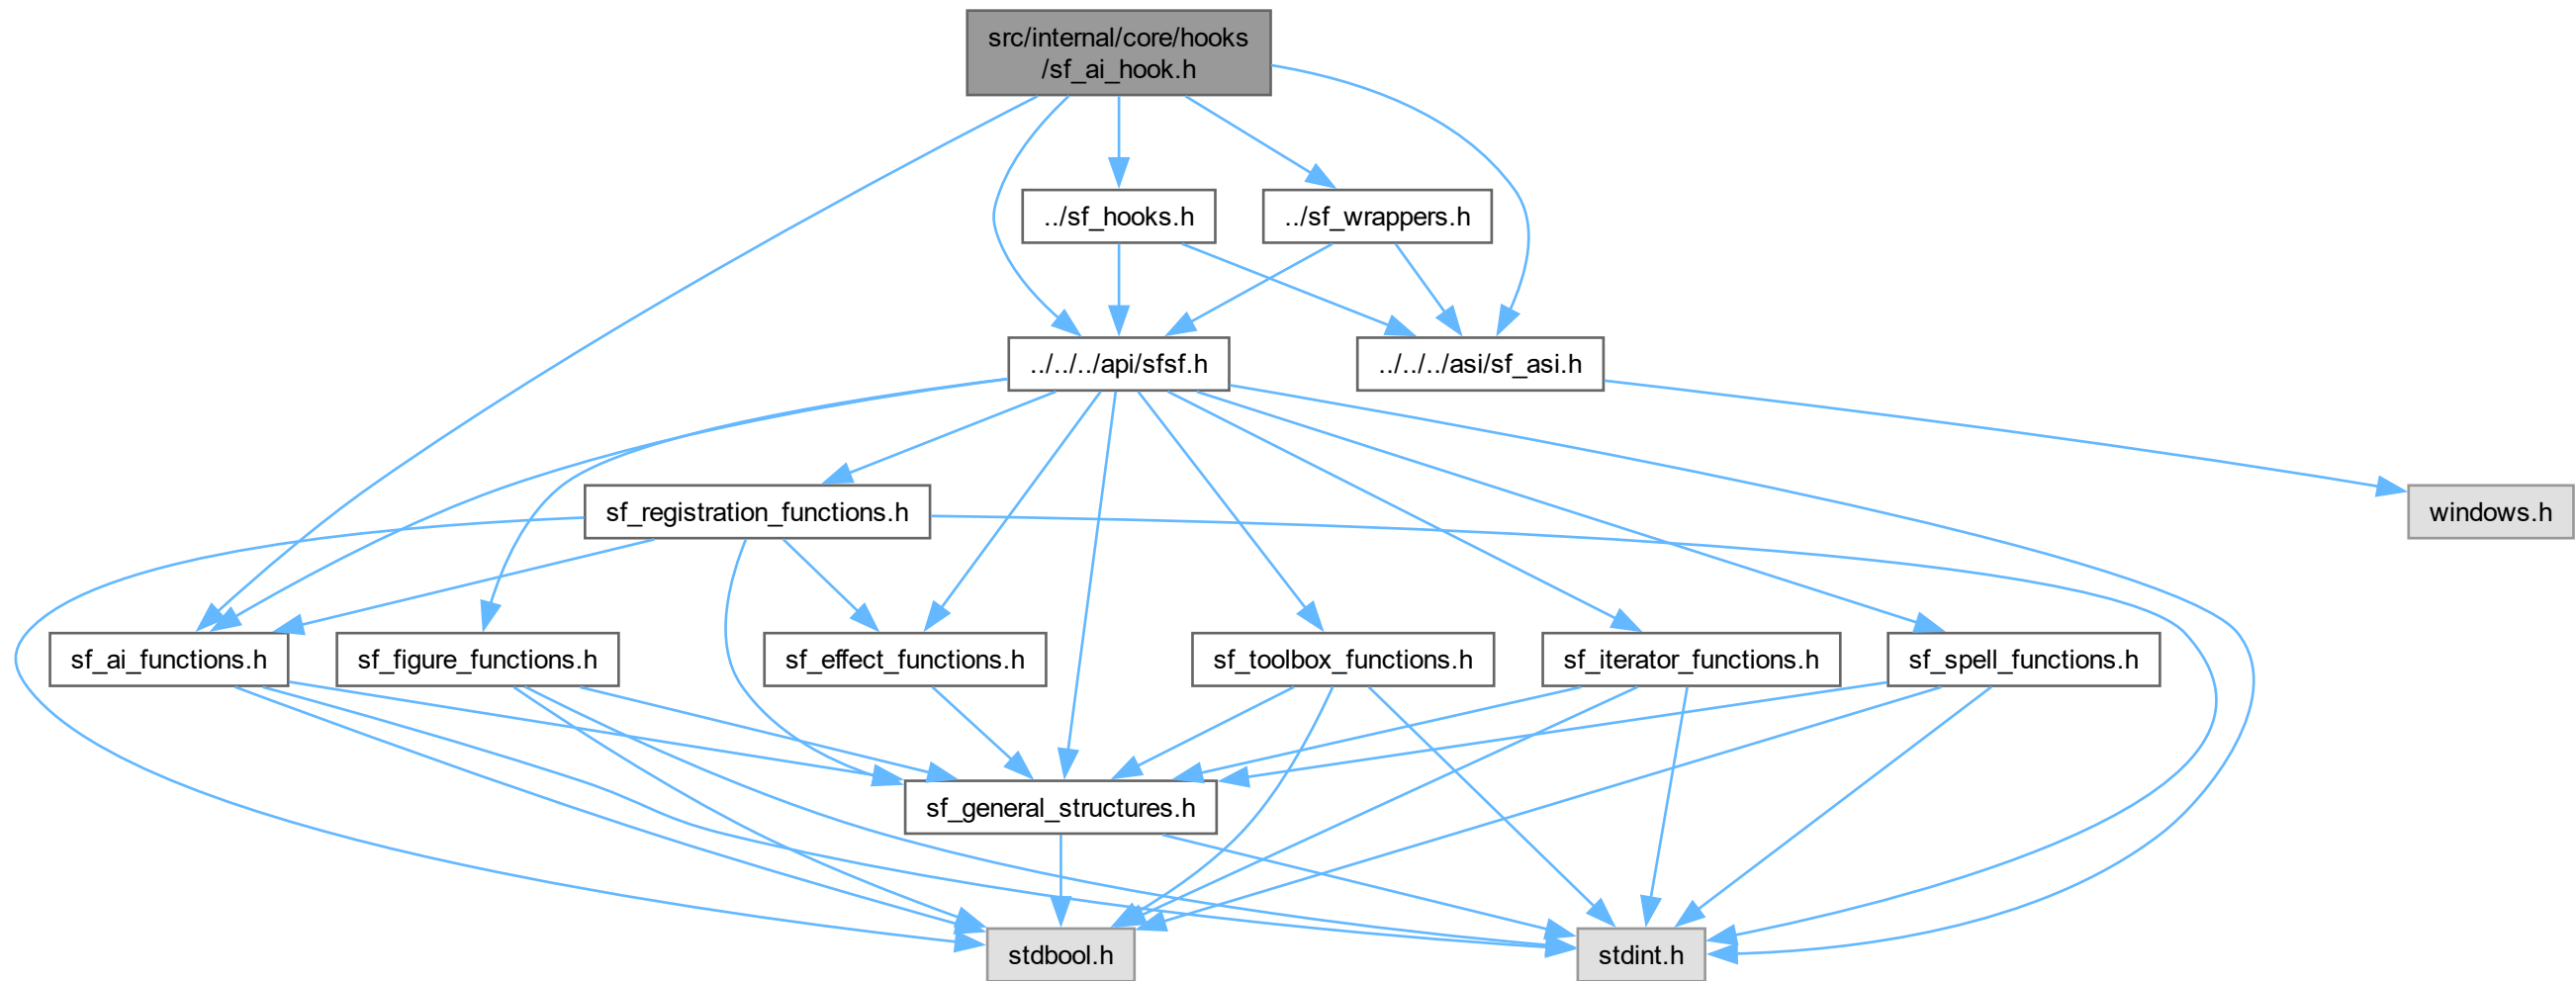 src/internal/core/hooks
/sf_ai_hook.h
../sf_hooks.h
../sf_wrappers.h
../../../api/sfsf.h
../../../asi/sf_asi.h
sf_registration_functions.h
windows.h
sf_ai_functions.h
sf_figure_functions.h
sf_effect_functions.h
sf_toolbox_functions.h
sf_iterator_functions.h
sf_spell_functions.h
sf_general_structures.h
stdbool.h
stdint.h